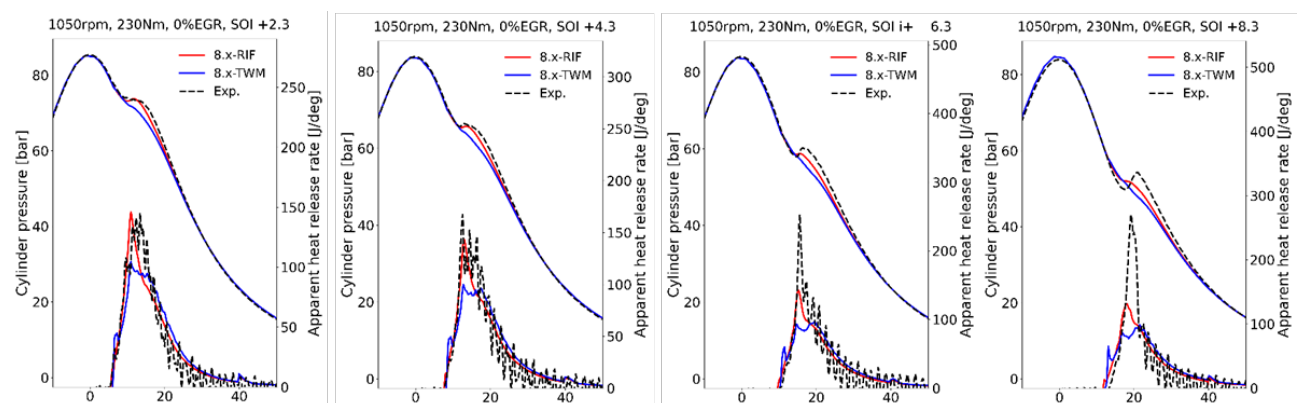 1050rpm, 230Nm, 0%EGR, SOI +2.3
8.x-RIF
8.x-TWM
Exp.
Cylinder pressure [bar]
80
60
40
20
0
Apparent heat release rate [J/deg]
240
200
150
100
50
0
0
20
40
1050rpm, 230Nm, 0%EGR, SOI +4.3
8.x-RIF
8.x-TWM
Exp.
Cylinder pressure [bar]
80
60
40
20
0
Apparent heat release rate [J/deg]
300
250
200
150
100
50
0
0
20
40
1050rpm, 230Nm, 0%EGR, SOI i+ 6.3
8.x-RIF
8.x-TWM
Exp.
Cylinder pressure [bar]
80
60
40
20
0
Apparent heat release rate [J/deg]
500
400
300
200
100
0
0
20
40
1050rpm, 230Nm, 0%EGR, SOI +8.3
8.x-RIF
8.x-TWM
Exp.
Cylinder pressure [bar]
80
60
40
20
0
Apparent heat release rate [J/deg]
500
400
300
200
100
0
0
20
40